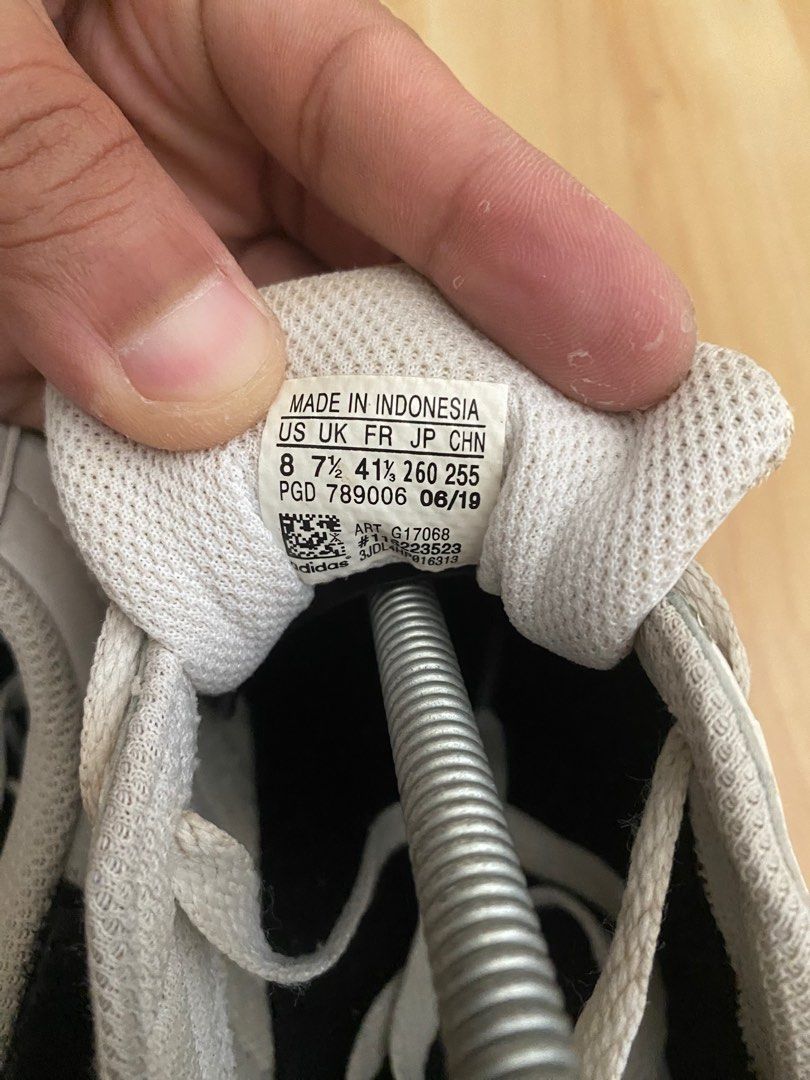 MADE IN INDONESIA
US UK FR JP CHN
8 7½ 41⅓ 260 255
PGD 789006 06/19
ART G17068
adidas